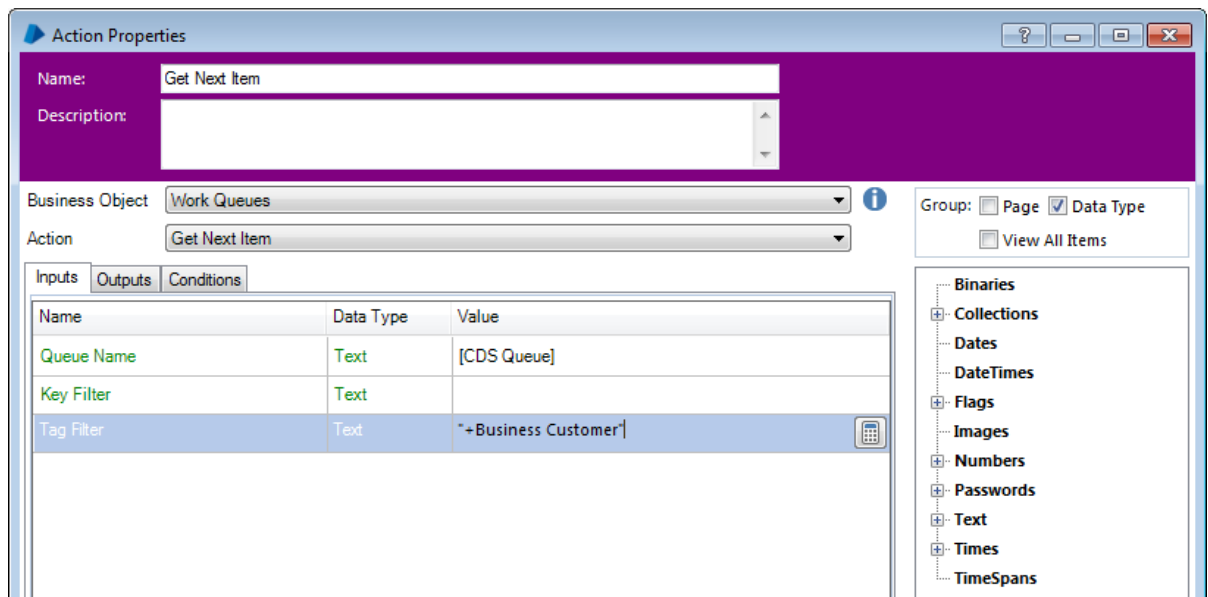 Action Properties
Name: Get Next Item
Description:
Business Object Work Queues
Action Get Next Item
Inputs Outputs Conditions
Name Data Type Value
Queue Name Text [CDS Queue]
Key Filter Text
Tag Filter Text "+Business Customer"
Group: Page Data Type
View All Items
Binaries
Collections
Dates
DateTimes
Flags
Images
Numbers
Passwords
Text
Times
TimeSpans